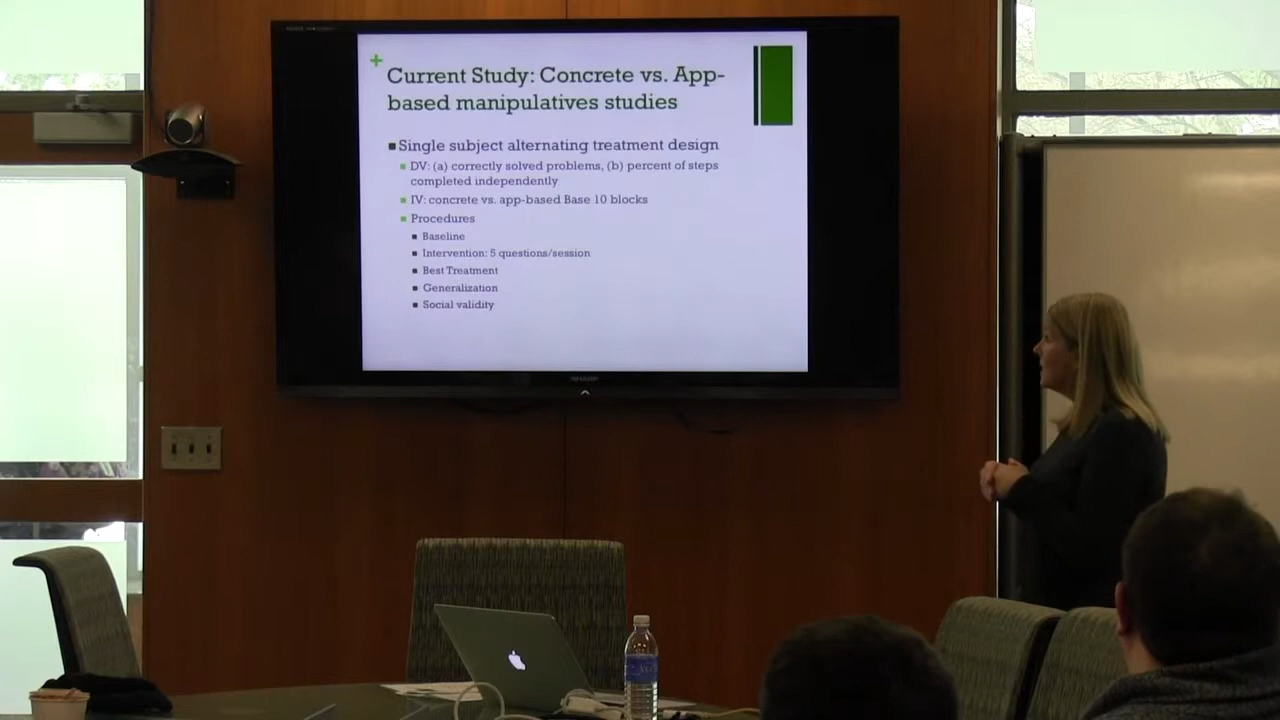 +
Current Study: Concrete vs. App-
based manipulatives studies
Single subject alternating treatment design
DV: (a) correctly solved problems, (b) percent of steps
completed independently
IV: concrete vs. app-based Base 10 blocks
Procedures
Baseline
Intervention: 5 questions/session
Best Treatment
Generalization
Social validity
SHARP